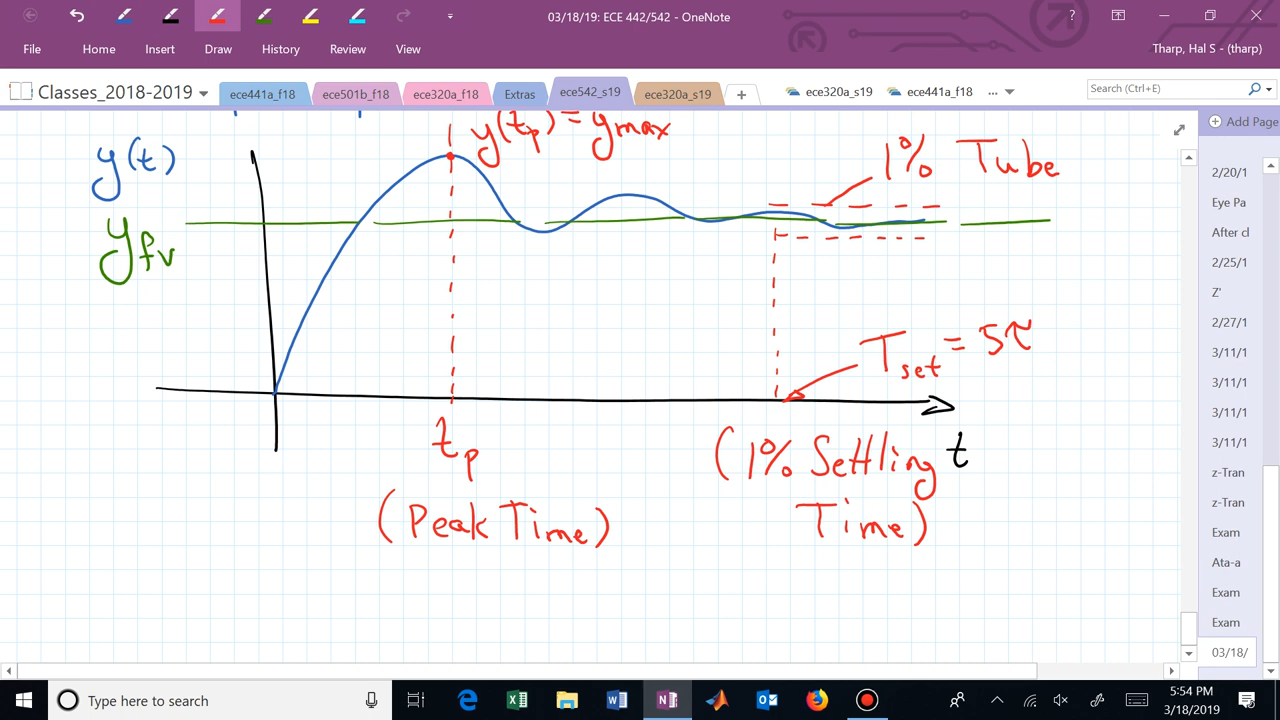 03/18/19: ECE 442/542 - OneNote
?
File Home Insert Draw History Review View
Tharp, Hal S - (tharp)
Classes_2018-2019
ece441a_f18 ece501b_f18 ece320a_f18 Extras ece542_s19 ece320a_s19 + ece320a_s19 ece441a_f18 ...
Search (Ctrl+E)
Add Page
y(tp) = ymax
y(t)
1% Tube
yfv
Tset = 5τ
tp
(Peak Time)
(1% Settling
Time)
t
2/20/1
Eye Pa
After cl
2/25/1
Z'
2/27/1
3/11/1
3/11/1
3/11/1
3/11/1
z-Tran
z-Tran
Exam
Ata-a
Exam
Exam
03/18/
Type here to search
5:54 PM
3/18/2019